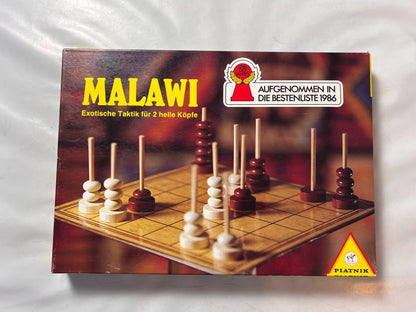 MALAWI
Exotische Taktik für 2 helle Köpfe
AUFGENOMMEN IN
DIE BESTENLISTE 1986
PIATNIK